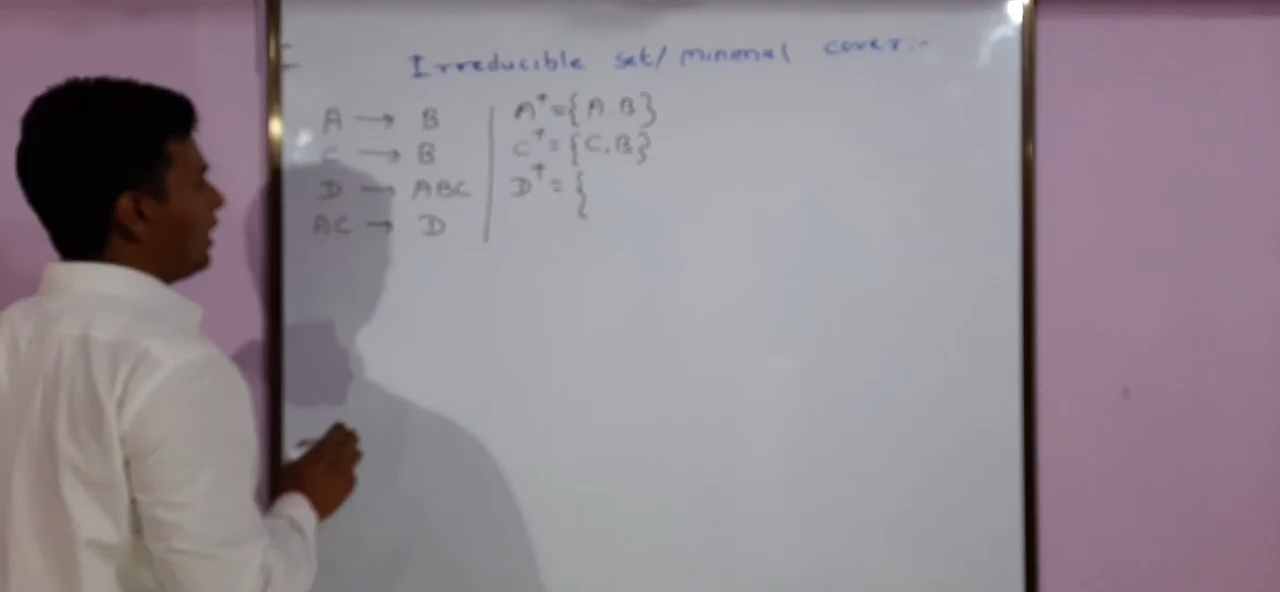 Irreducible set/ minimal cover:-
A → B
C → B
D → ABC
AC → D
A⁺ = {A.B}
C⁺ = {C.B}
D⁺ = {